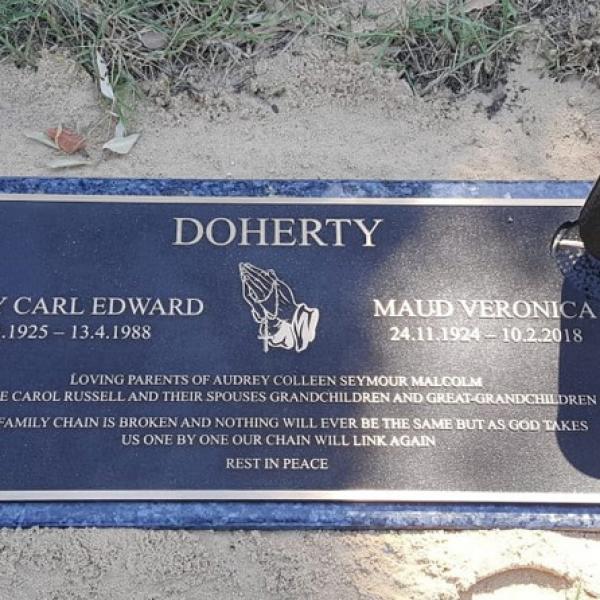 DOHERTY
Y CARL EDWARD
.1925 – 13.4.1988
MAUD VERONICA
24.11.1924 – 10.2.2018
LOVING PARENTS OF AUDREY COLLEEN SEYMOUR MALCOLM
E CAROL RUSSELL AND THEIR SPOUSES GRANDCHILDREN AND GREAT-GRANDCHILDREN
FAMILY CHAIN IS BROKEN AND NOTHING WILL EVER BE THE SAME BUT AS GOD TAKES
US ONE BY ONE OUR CHAIN WILL LINK AGAIN
REST IN PEACE